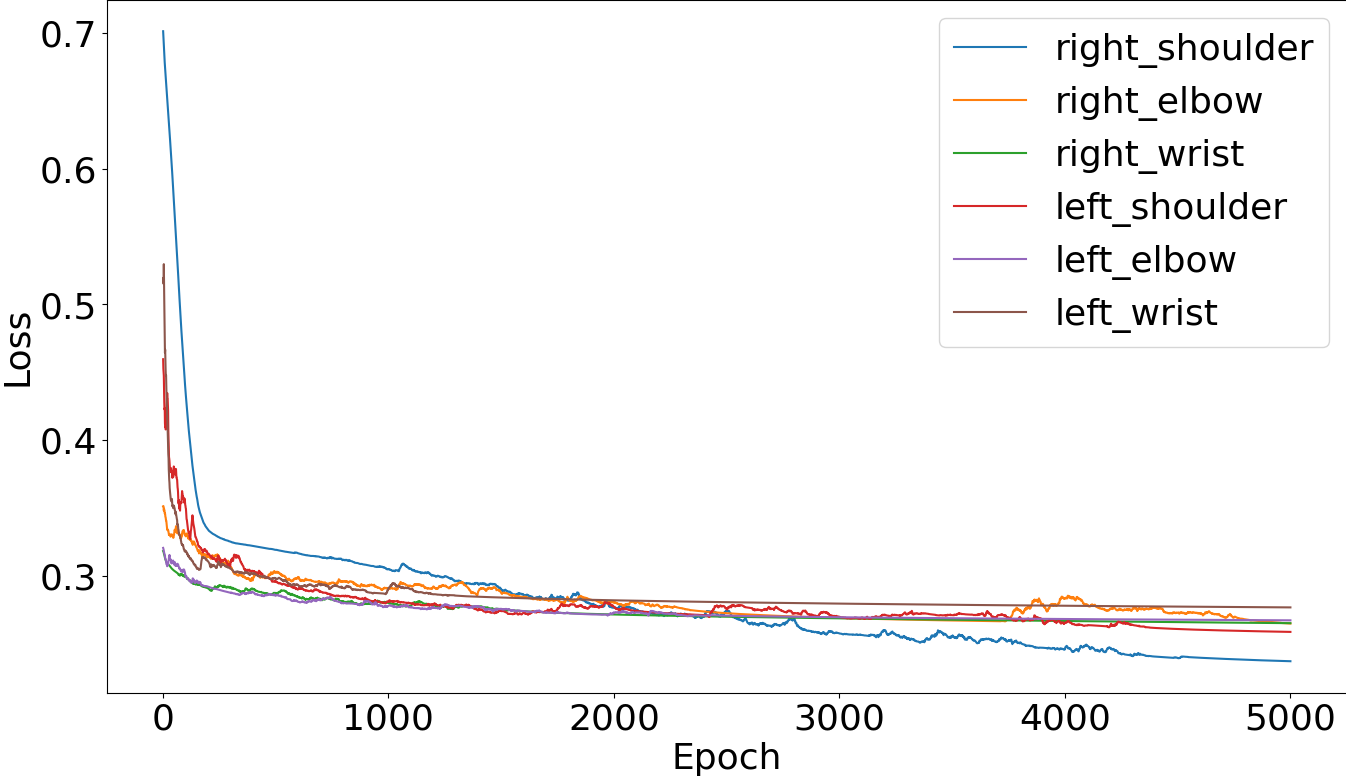 0.7
0.6
0.5
0.4
0.3
Loss
0
1000
2000
3000
4000
5000
Epoch
right_shoulder
right_elbow
right_wrist
left_shoulder
left_elbow
left_wrist